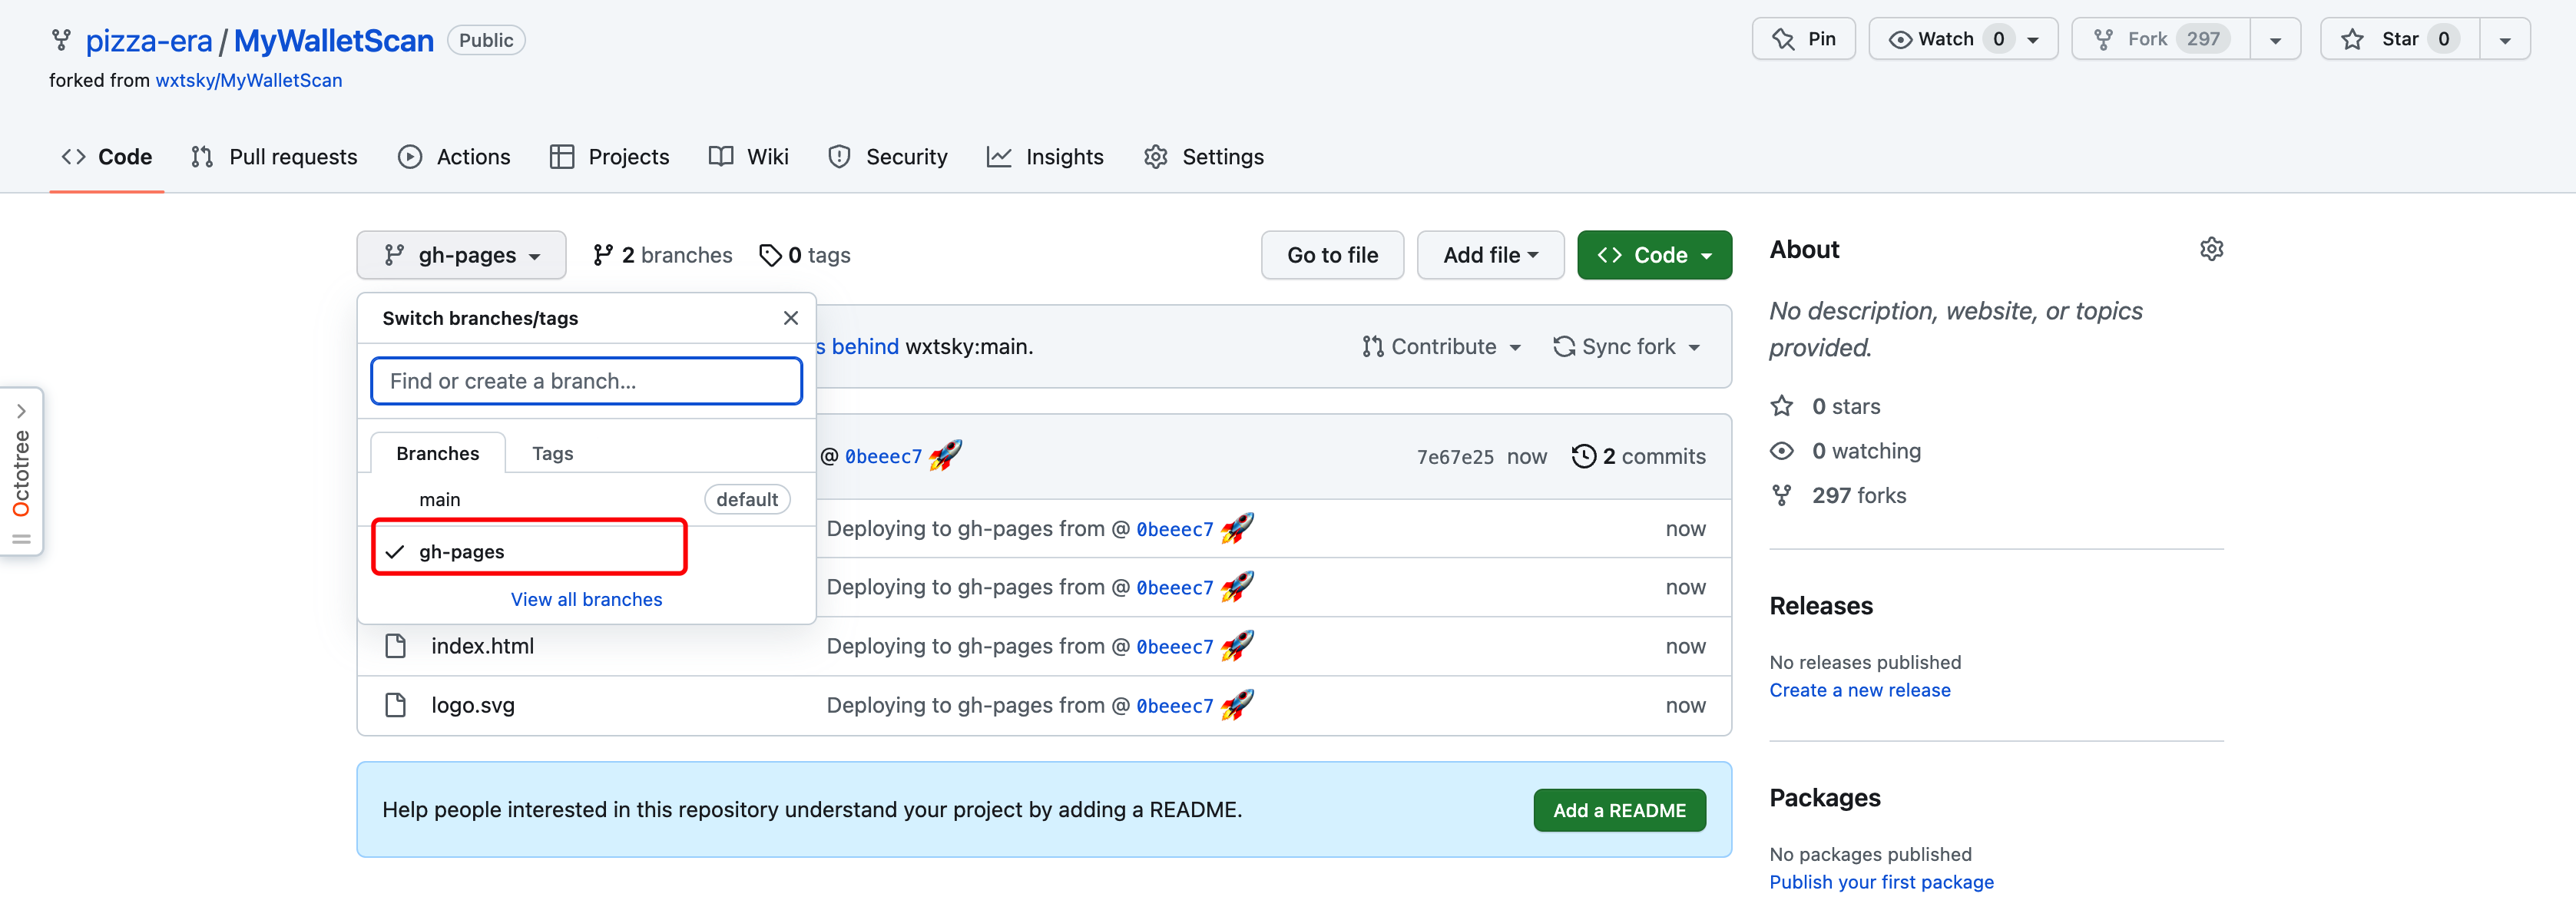 pizza-era / MyWalletScan Public
Pin
Watch 0
Fork 297
Star 0
forked from wxtsky/MyWalletScan
Code
Pull requests
Actions
Projects
Wiki
Security
Insights
Settings
gh-pages
2 branches
0 tags
Go to file
Add file
Code
Switch branches/tags
Find or create a branch...
Branches
Tags
main
default
gh-pages
View all branches
s behind wxtsky:main.
Contribute
Sync fork
@ 0beeec7 🚀
7e67e25 now
2 commits
Deploying to gh-pages from @ 0beeec7 🚀
now
Deploying to gh-pages from @ 0beeec7 🚀
now
index.html
Deploying to gh-pages from @ 0beeec7 🚀
now
logo.svg
Deploying to gh-pages from @ 0beeec7 🚀
now
Help people interested in this repository understand your project by adding a README.
Add a README
About
No description, website, or topics
provided.
0 stars
0 watching
297 forks
Releases
No releases published
Create a new release
Packages
No packages published
Publish your first package
Octotree